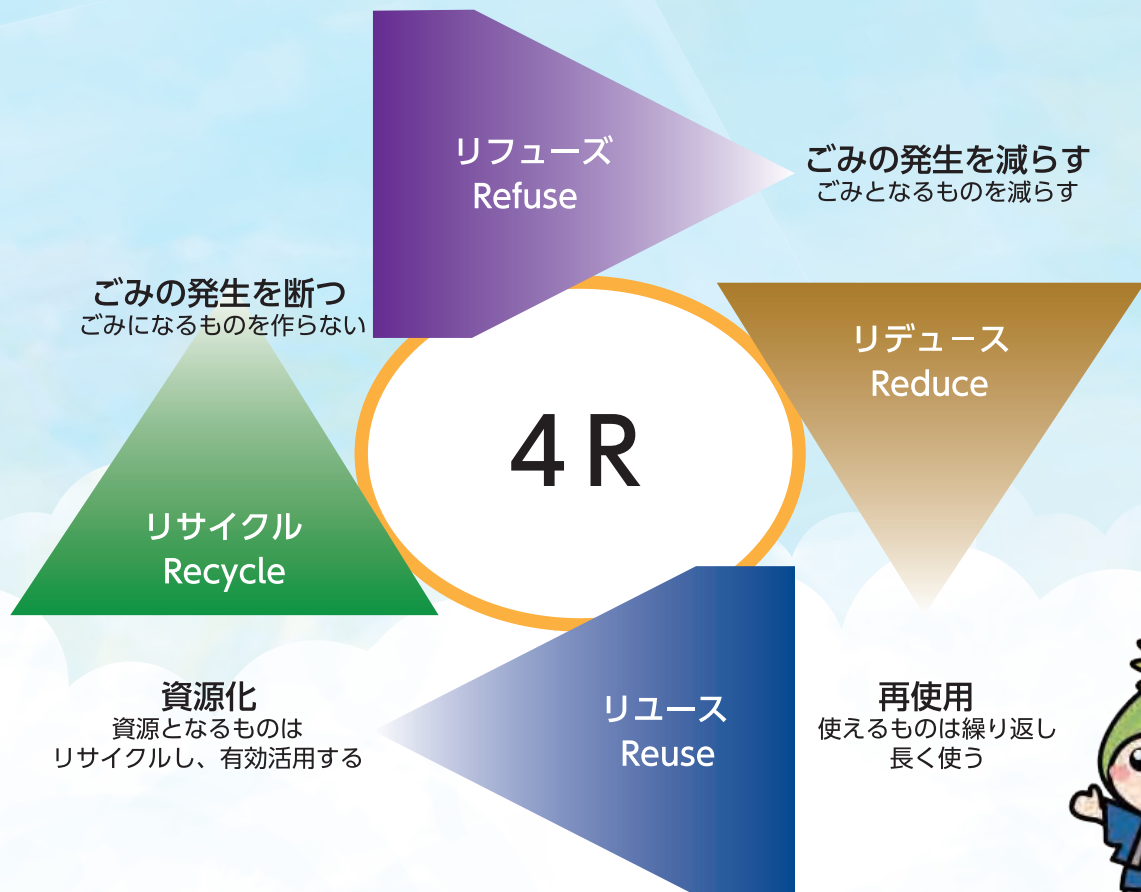 リフューズ
Refuse
ごみの発生を減らす
ごみとなるものを減らす
ごみの発生を断つ
ごみになるものを作らない
リデュース
Reduce
4R
リサイクル
Recycle
リユース
Reuse
再使用
使えるものは繰り返し
長く使う
資源化
資源となるものは
リサイクルし、有効活用する